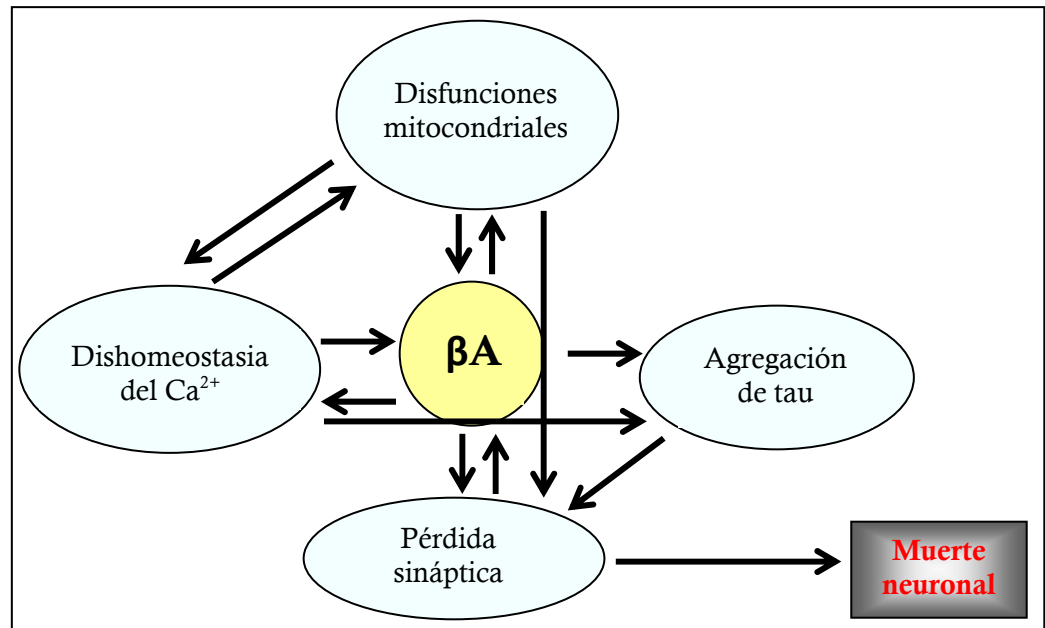 Disfunciones
mitocondriales
Dishomeostasia
del Ca²⁺
βA
Agregación
de tau
Pérdida
sináptica
Muerte
neuronal